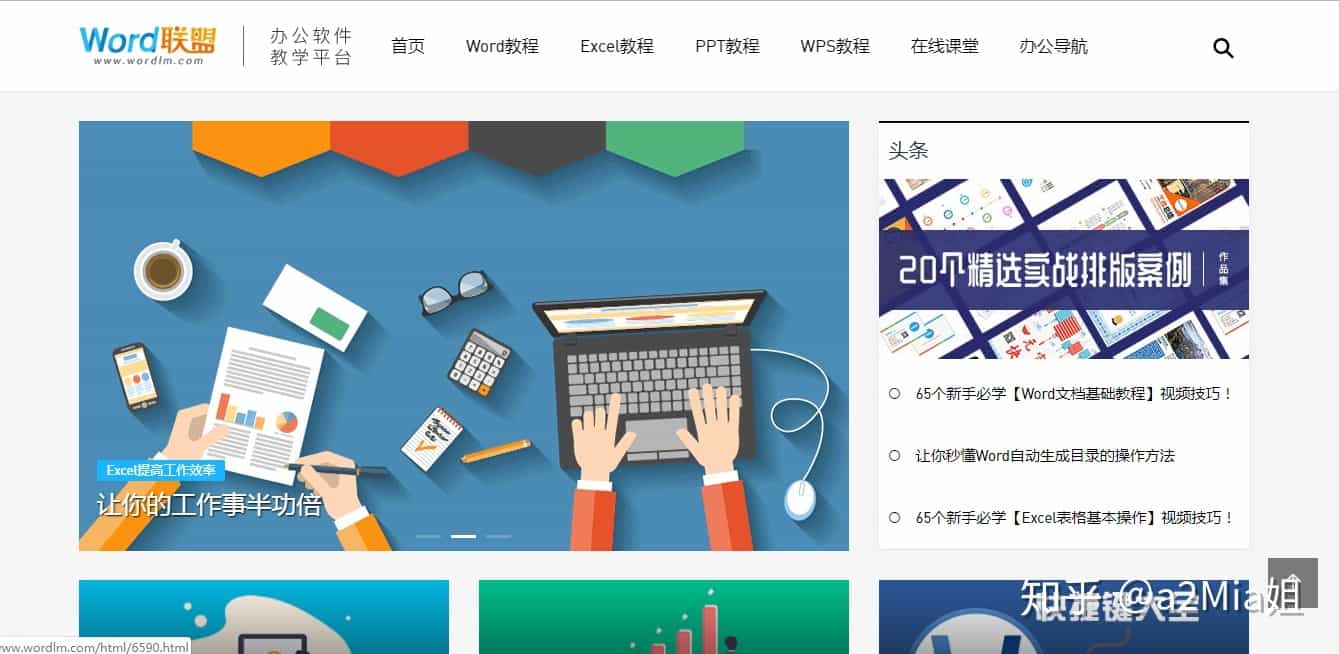 Word联盟
www.wordlm.com
办公软件
教学平台
首页 Word教程 Excel教程 PPT教程 WPS教程 在线课堂 办公导航
头条
20个精选实战排版案例
作品集
65个新手必学【Word文档基础教程】视频技巧！
让你秒懂Word自动生成目录的操作方法
65个新手必学【Excel表格基本操作】视频技巧！
Excel提高工作效率
让你的工作事半功倍
快捷键大全
知乎 @a2Mia姐
www.wordlm.com/html/6590.html